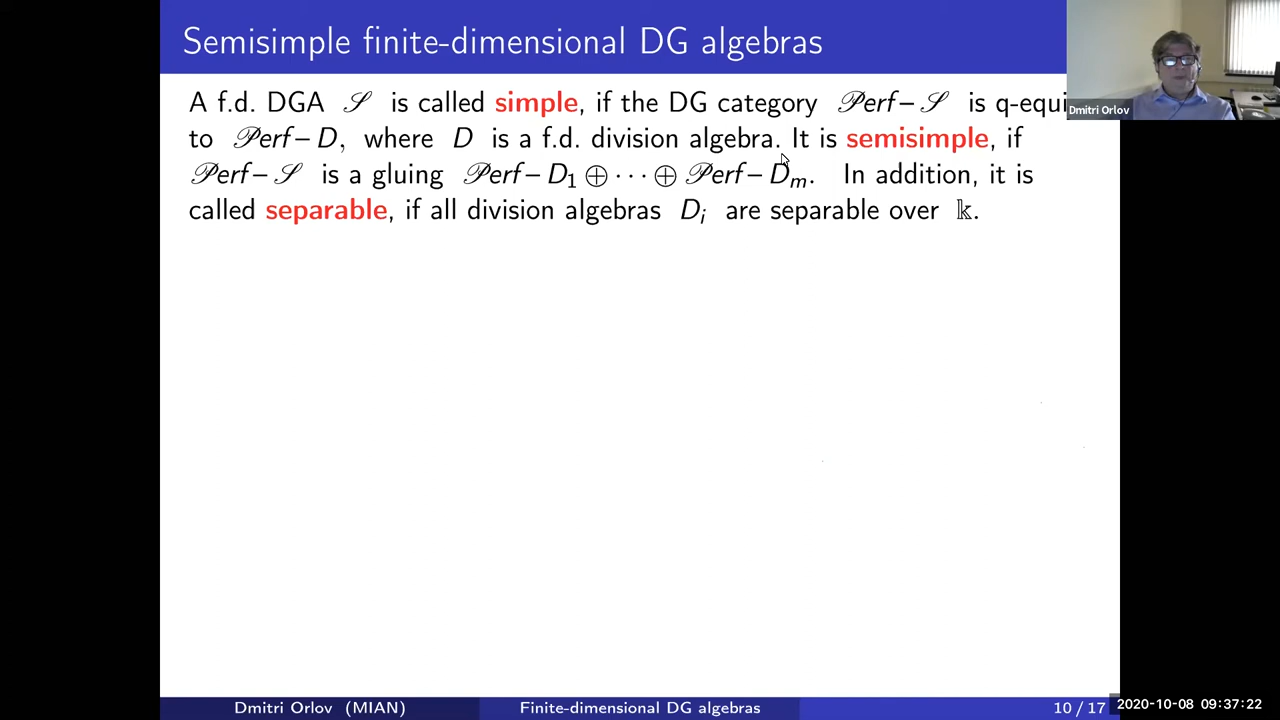 Semisimple finite-dimensional DG algebras
A f.d. DGA 𝒮 is called simple, if the DG category 𝒫erf–𝒮 is
to 𝒫erf–D, where D is a f.d. division algebra. It is semisimple, if
𝒫erf–𝒮 is a gluing 𝒫erf–D₁ ⊕ ··· ⊕ 𝒫erf–Dₘ. In addition, it is
called separable, if all division algebras Dᵢ are separable over 𝕜.
Dmitri Orlov
Dmitri Orlov (MIAN)
Finite-dimensional DG algebras
10 / 17
2020-10-08 09:37:22